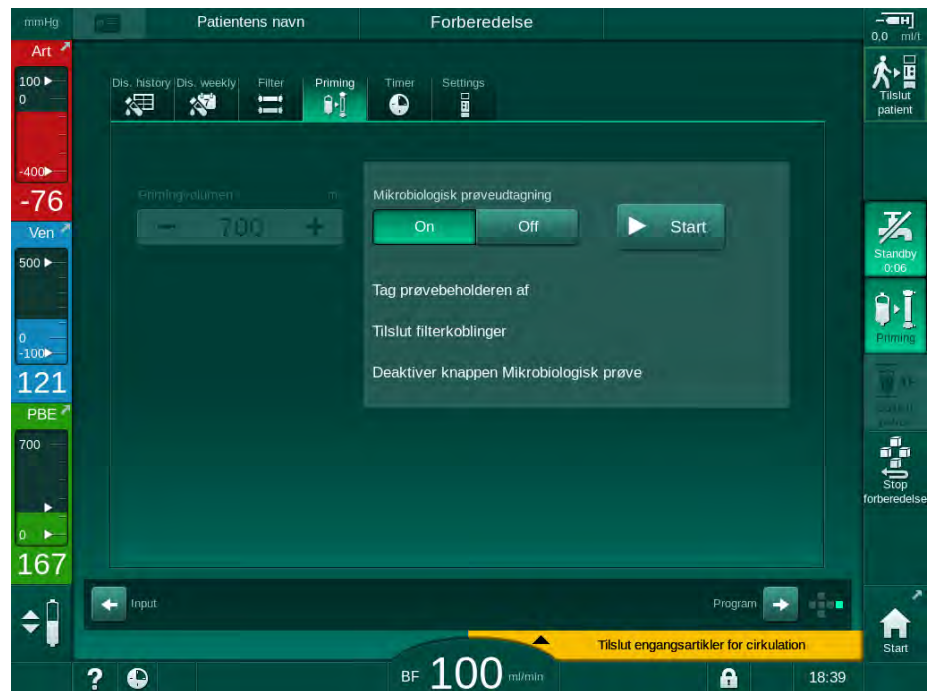 mmHg
Patientens navn
Forberedelse
0,0 ml/t
Art
100
0
-400
-76
Ven
500
0
-100
121
PBE
700
0
167
Dis. history
Dis. weekly
Filter
Priming
Timer
Settings
7
Primingvolumen
m
− 700 +
Mikrobiologisk prøveudtagning
On
Off
Start
Tag prøvebeholderen af
Tilslut filterkoblinger
Deaktiver knappen Mikrobiologisk prøve
Input
Program
Tilslut engangsartikler for cirkulation
? BF 100 ml/min
18:39
Tilslut
patient
Standby
0:06
Priming
Stop
forberedelse
Start